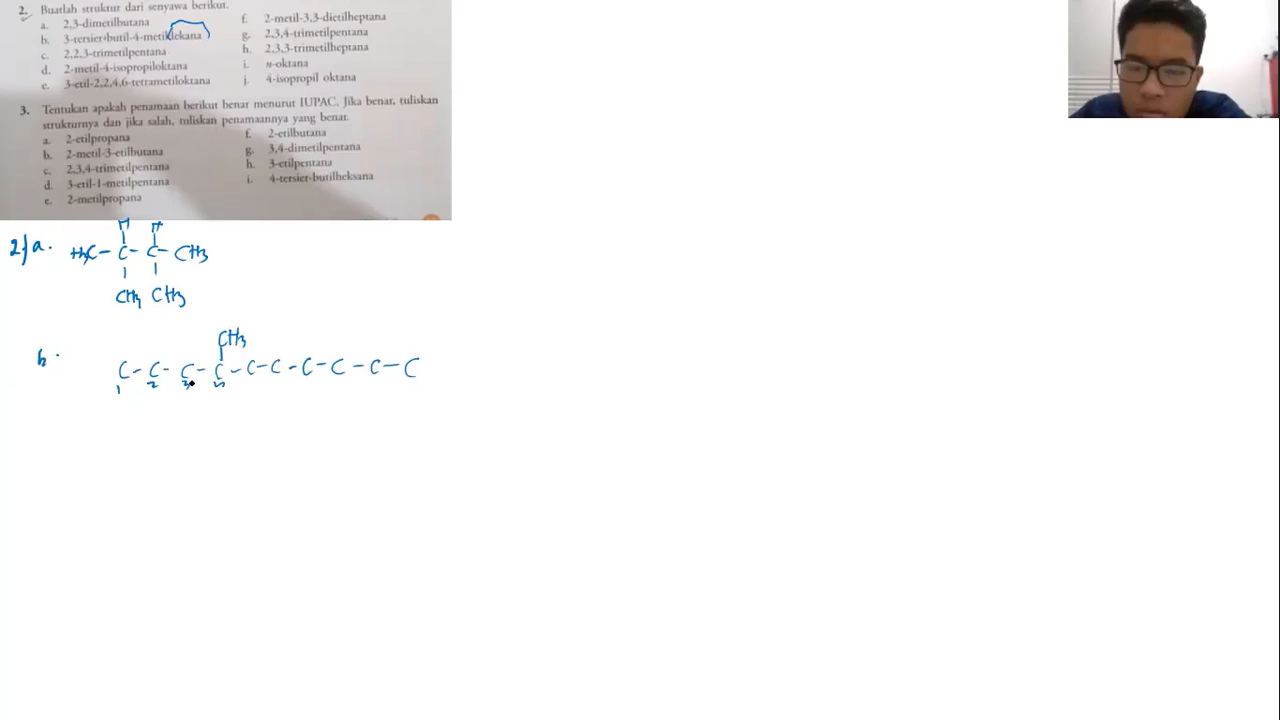 2. Buatlah struktur dari senyawa berikut.
a. 2,3-dimetilbutana
b. 3-tersier-butil-4-metildekana
c. 2,2,3-trimetilpentana
d. 2-metil-4-isopropiloktana
e. 3-etil-2,2,4,6-tetrametiloktana
f. 2-metil-3,3-dietilheptana
g. 2,3,4-trimetilpentana
h. 2,3,3-trimetilheptana
i. n-oktana
j. 4-isopropil oktana
3. Tentukan apakah penamaan berikut benar menurut IUPAC. Jika benar, tuliskan
strukturnya dan jika salah, tuliskan penamaannya yang benar.
a. 2-etilpropana
b. 2-metil-3-etilbutana
c. 2,3,4-trimetilpentana
d. 3-etil-1-metilpentana
e. 2-metilpropana
f. 2-etilbutana
g. 3,4-dimetilpentana
h. 3-etilpentana
i. 4-tersier-butilheksana
H H
2) a. H3C - C - C - CH3
CH3 CH3
CH3
b. C - C - C - C - C - C - C - C - C - C
1 2 3